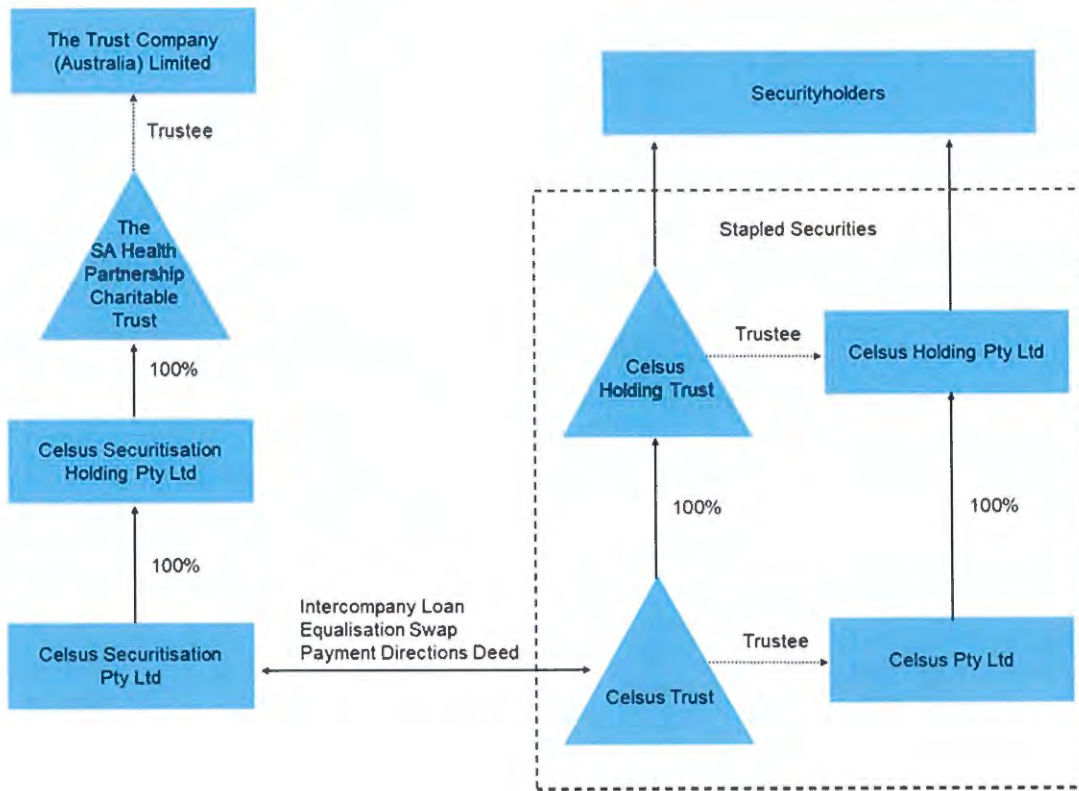 The Trust Company
(Australia) Limited
Trustee
The
SA Health
Partnership
Charitable
Trust
100%
Celsus Securitisation
Holding Pty Ltd
100%
Celsus Securitisation
Pty Ltd
Intercompany Loan
Equalisation Swap
Payment Directions Deed
Securityholders
Stapled Securities
Celsus
Holding Trust
Trustee
Celsus Holding Pty Ltd
100%
100%
Celsus Trust
Trustee
Celsus Pty Ltd